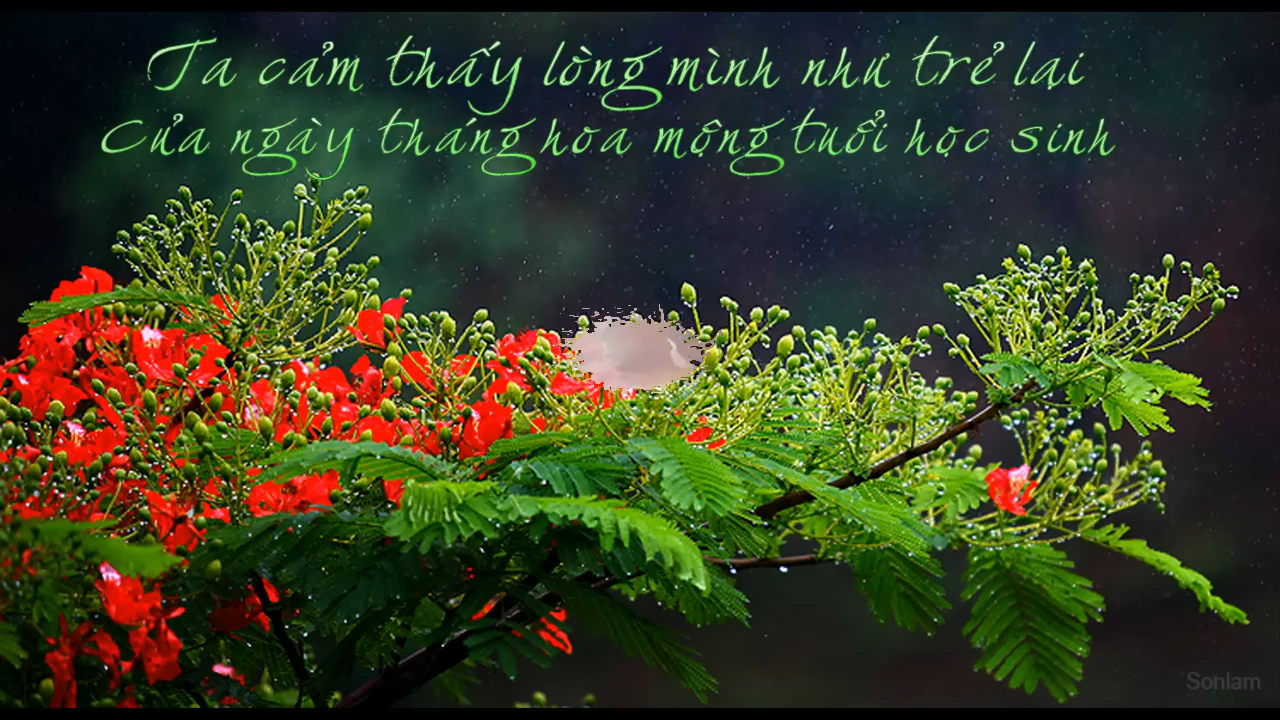 Ta cảm thấy lòng mình như trẻ lại
Của ngày tháng hoa mộng tuổi học sinh
Sonlam